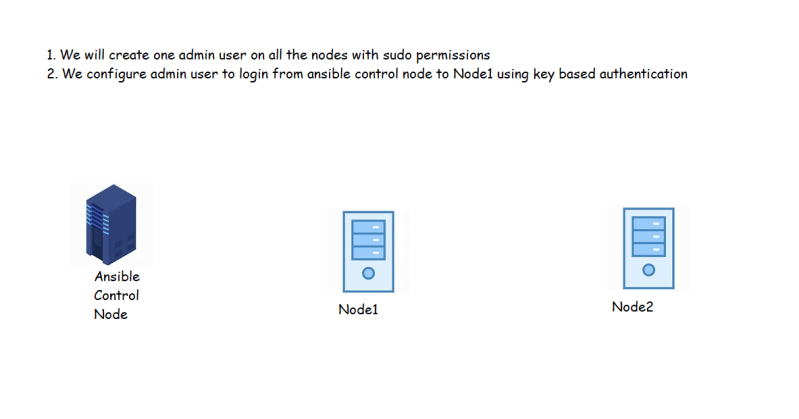 1. We will create one admin user on all the nodes with sudo permissions
2. We configure admin user to login from ansible control node to Node1 using key based authentication
Ansible
Control
Node
Node1
Node2